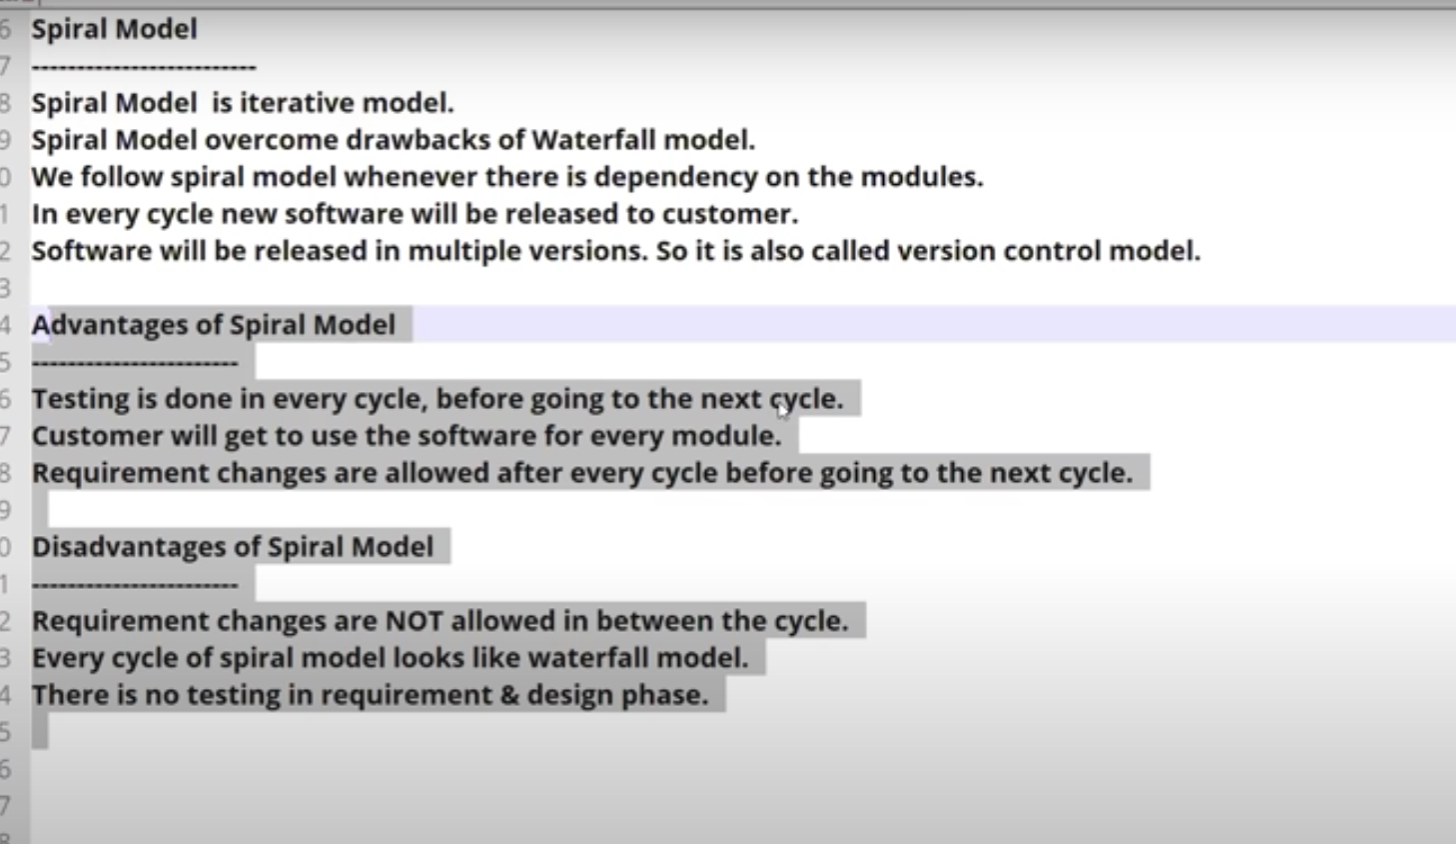 6 Spiral Model
7 -------------------------
8 Spiral Model  is iterative model.
9 Spiral Model overcome drawbacks of Waterfall model.
0 We follow spiral model whenever there is dependency on the modules.
1 In every cycle new software will be released to customer.
2 Software will be released in multiple versions. So it is also called version control model.
3
4 Advantages of Spiral Model
5 -----------------------
6 Testing is done in every cycle, before going to the next cycle.
7 Customer will get to use the software for every module.
8 Requirement changes are allowed after every cycle before going to the next cycle.
9
0 Disadvantages of Spiral Model
1 -----------------------
2 Requirement changes are NOT allowed in between the cycle.
3 Every cycle of spiral model looks like waterfall model.
4 There is no testing in requirement & design phase.
5
6
7
8